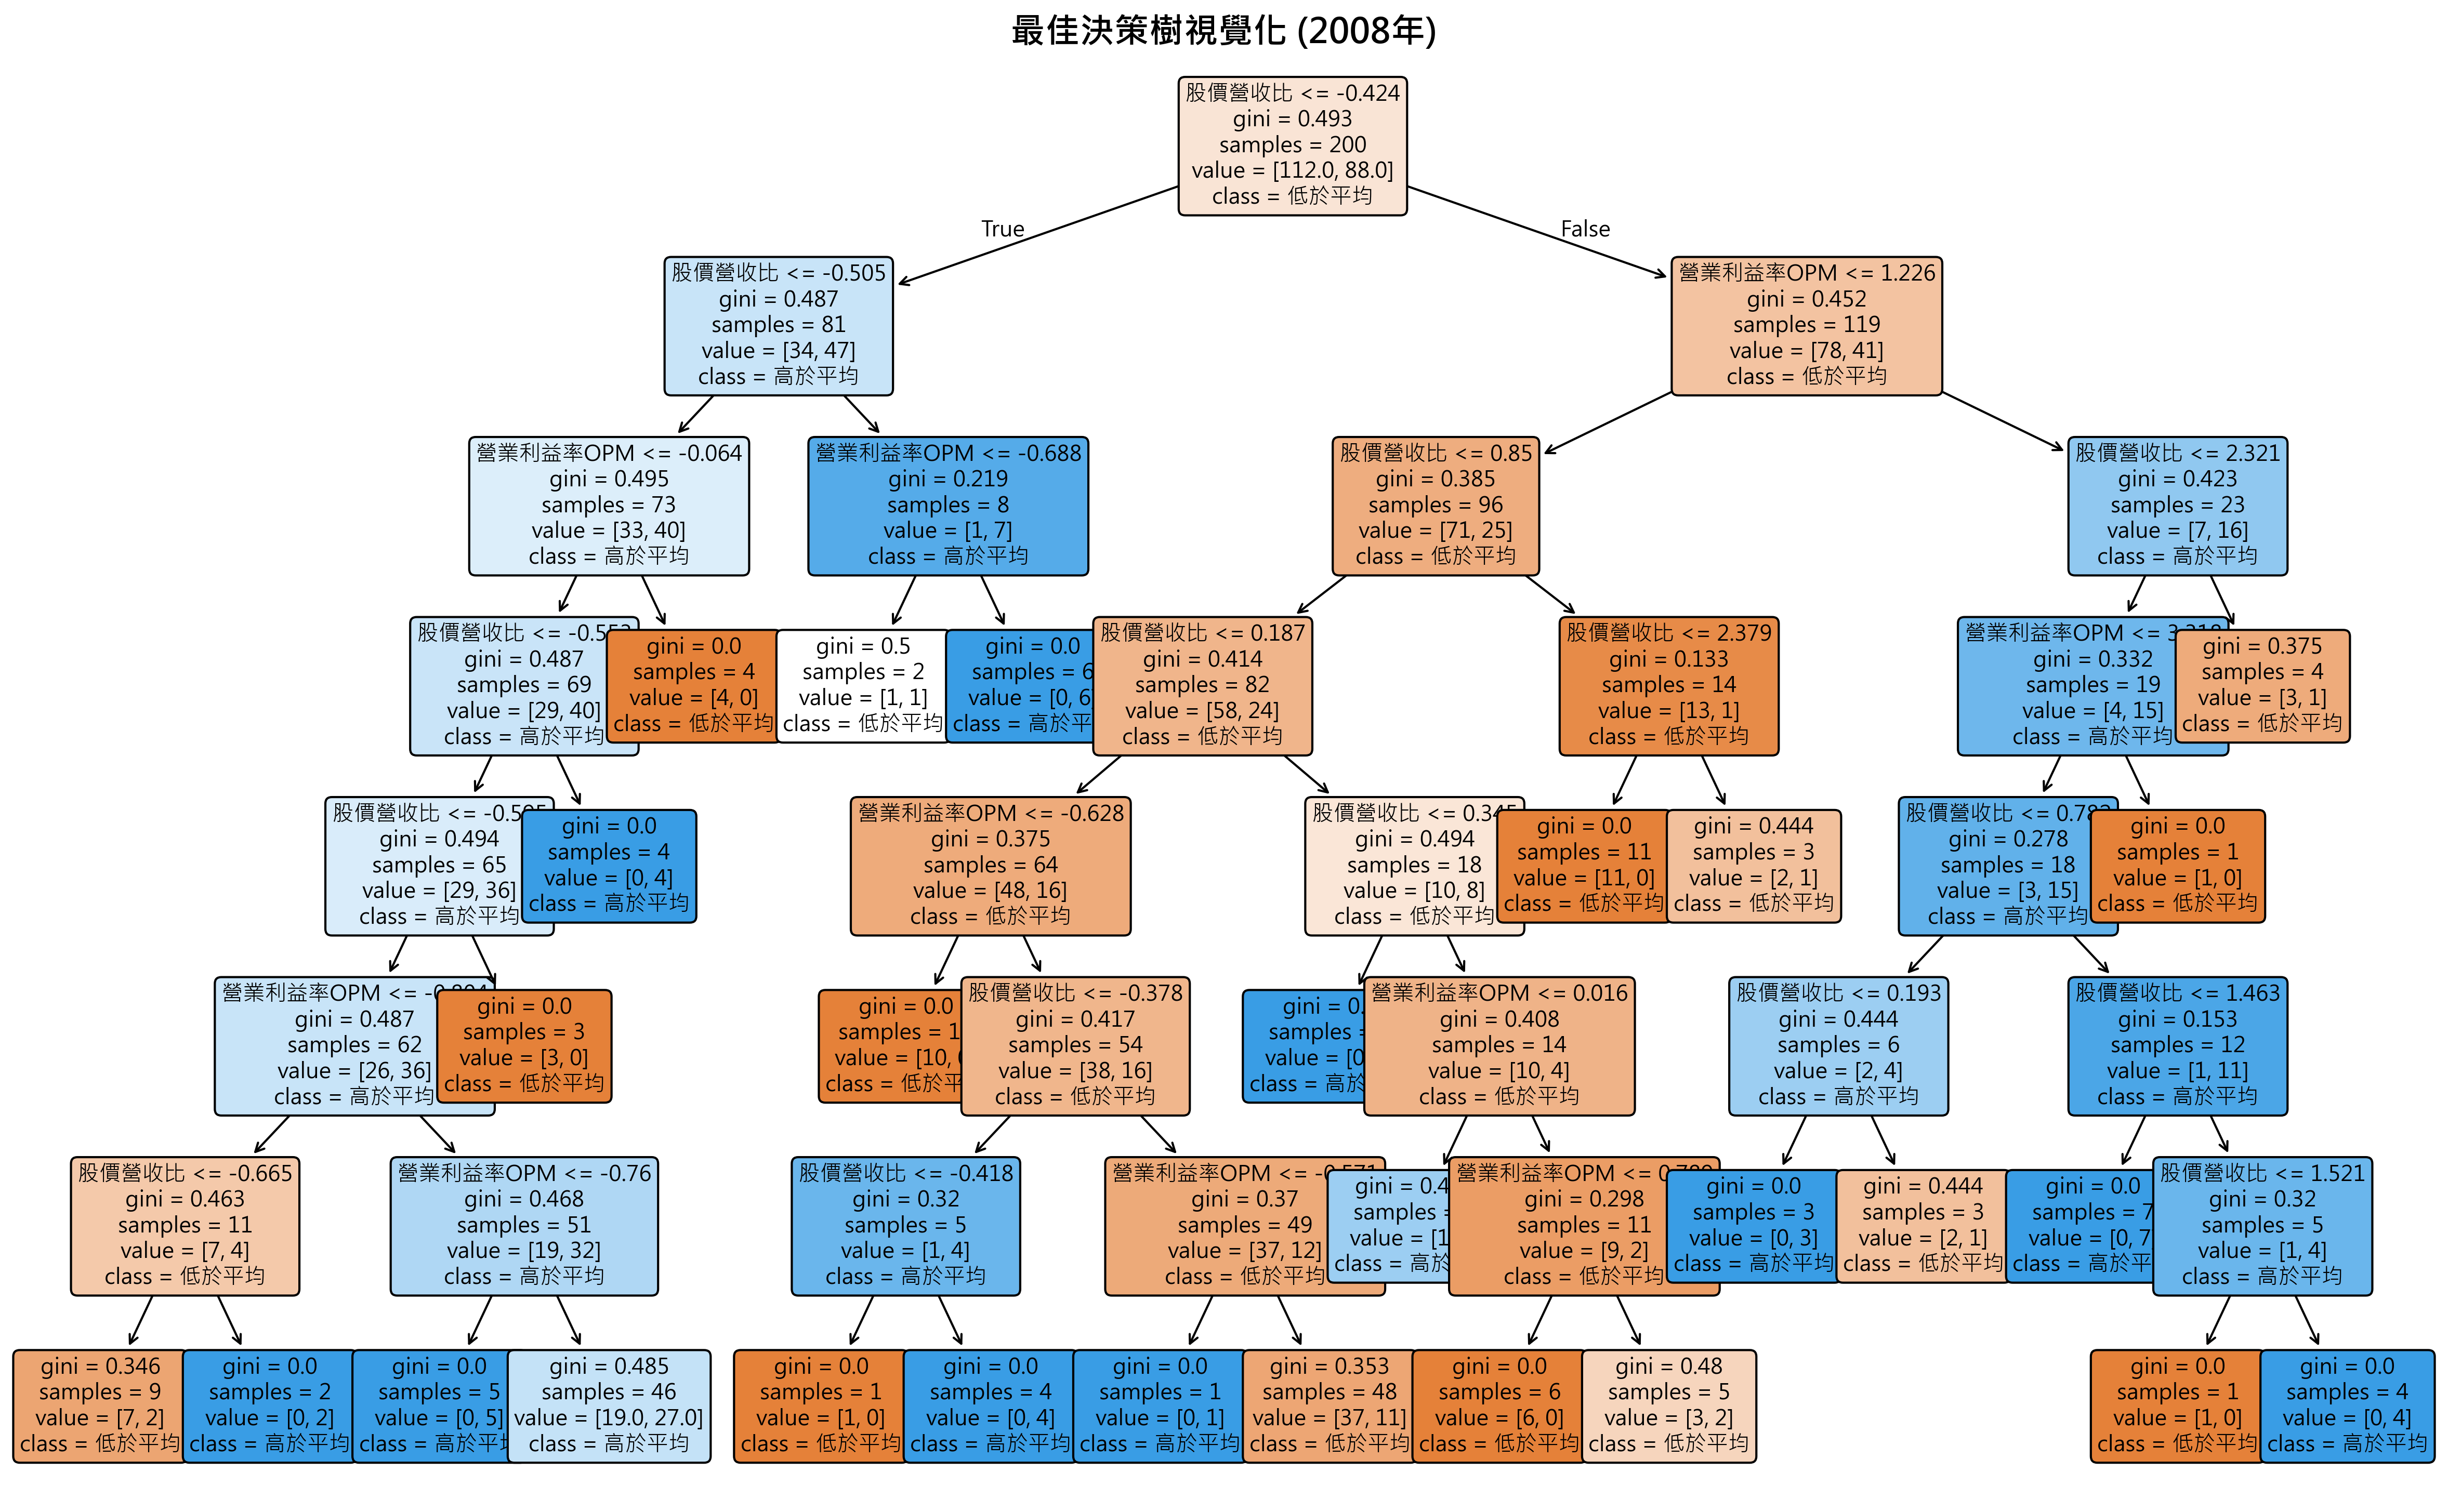 最佳決策樹視覺化 (2008年)
股價營收比 <= -0.424
gini = 0.493
samples = 200
value = [112.0, 88.0]
class = 低於平均
True
False
股價營收比 <= -0.505
gini = 0.487
samples = 81
value = [34, 47]
class = 高於平均
營業利益率OPM <= 1.226
gini = 0.452
samples = 119
value = [78, 41]
class = 低於平均
營業利益率OPM <= -0.064
gini = 0.495
samples = 73
value = [33, 40]
class = 高於平均
營業利益率OPM <= -0.688
gini = 0.219
samples = 8
value = [1, 7]
class = 高於平均
股價營收比 <= 0.85
gini = 0.385
samples = 96
value = [71, 25]
class = 低於平均
股價營收比 <= 2.321
gini = 0.423
samples = 23
value = [7, 16]
class = 高於平均
股價營收比 <=
gini = 0.487
samples = 69
value = [29, 40]
class = 高於平均
gini = 0.0
samples = 4
value = [4, 0]
class = 低於平均
gini = 0.5
samples = 2
value = [1, 1]
class = 低於平均
gini = 0.0
samples = 6
value = [0, 6
class = 高於平
股價營收比 <= 0.187
gini = 0.414
samples = 82
value = [58, 24]
class = 低於平均
股價營收比 <= 2.379
gini = 0.133
samples = 14
value = [13, 1]
class = 低於平均
營業利益率OPM <=
gini = 0.332
samples = 19
value = [4, 15]
class = 高於平均
gini = 0.375
samples = 4
value = [3, 1]
class = 低於平均
股價營收比 <=
gini = 0.494
samples = 65
value = [29, 36]
class = 高於平均
gini = 0.0
samples = 4
value = [0, 4]
class = 高於平均
營業利益率OPM <= -0.628
gini = 0.375
samples = 64
value = [48, 16]
class = 低於平均
股價營收比 <=
gini = 0.494
samples = 18
value = [10, 8]
class = 低於平均
gini = 0.0
samples = 11
value = [11, 0]
class = 低於平均
gini = 0.444
samples = 3
value = [2, 1]
class = 低於平均
股價營收比 <=
gini = 0.278
samples = 18
value = [3, 15]
class = 高於平均
gini = 0.0
samples = 1
value = [1, 0]
class = 低於平均
營業利益率OPM <=
gini = 0.487
samples = 62
value = [26, 36]
class = 高於平均
gini = 0.0
samples = 3
value = [3, 0]
class = 低於平均
gini = 0.0
samples = 1
value = [10,
class = 低於平
股價營收比 <= -0.378
gini = 0.417
samples = 54
value = [38, 16]
class = 低於平均
gini = 0.
samples =
value = [0
class = 高於
營業利益率OPM <= 0.016
gini = 0.408
samples = 14
value = [10, 4]
class = 低於平均
股價營收比 <= 0.193
gini = 0.444
samples = 6
value = [2, 4]
class = 高於平均
股價營收比 <= 1.463
gini = 0.153
samples = 12
value = [1, 11]
class = 高於平均
股價營收比 <= -0.665
gini = 0.463
samples = 11
value = [7, 4]
class = 低於平均
營業利益率OPM <= -0.76
gini = 0.468
samples = 51
value = [19, 32]
class = 高於平均
股價營收比 <= -0.418
gini = 0.32
samples = 5
value = [1, 4]
class = 高於平均
營業利益率OPM <=
gini = 0.37
samples = 49
value = [37, 12]
class = 低於平均
gini = 0.4
samples =
value = [1
class = 高於
營業利益率OPM <=
gini = 0.298
samples = 11
value = [9, 2]
class = 低於平均
gini = 0.0
samples = 3
value = [0, 3]
class = 高於平均
gini = 0.444
samples = 3
value = [2, 1]
class = 低於平均
gini = 0.0
samples = 7
value = [0, 7
class = 高於平均
股價營收比 <= 1.521
gini = 0.32
samples = 5
value = [1, 4]
class = 高於平均
gini = 0.346
samples = 9
value = [7, 2]
class = 低於平均
gini = 0.0
samples = 2
value = [0, 2]
class = 高於平均
gini = 0.0
samples = 5
value = [0, 5]
class = 高於平
gini = 0.485
samples = 46
value = [19.0, 27.0]
class = 高於平均
gini = 0.0
samples = 1
value = [1, 0]
class = 低於平均
gini = 0.0
samples = 4
value = [0, 4]
class = 高於平均
gini = 0.0
samples = 1
value = [0, 1]
class = 高於平均
gini = 0.353
samples = 48
value = [37, 11]
class = 低於平均
gini = 0.0
samples = 6
value = [6, 0]
class = 低於平均
gini = 0.48
samples = 5
value = [3, 2]
class = 低於平均
gini = 0.0
samples = 1
value = [1, 0]
class = 低於平均
gini = 0.0
samples = 4
value = [0, 4]
class = 高於平均